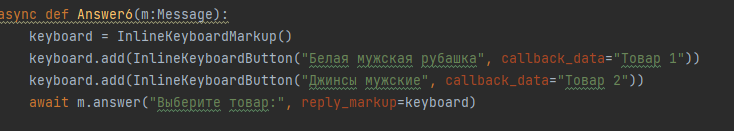 async def Answer6(m:Message):
    keyboard = InlineKeyboardMarkup()
    keyboard.add(InlineKeyboardButton("Белая мужская рубашка", callback_data="Товар 1"))
    keyboard.add(InlineKeyboardButton("Джинсы мужские", callback_data="Товар 2"))
    await m.answer("Выберите товар:", reply_markup=keyboard)